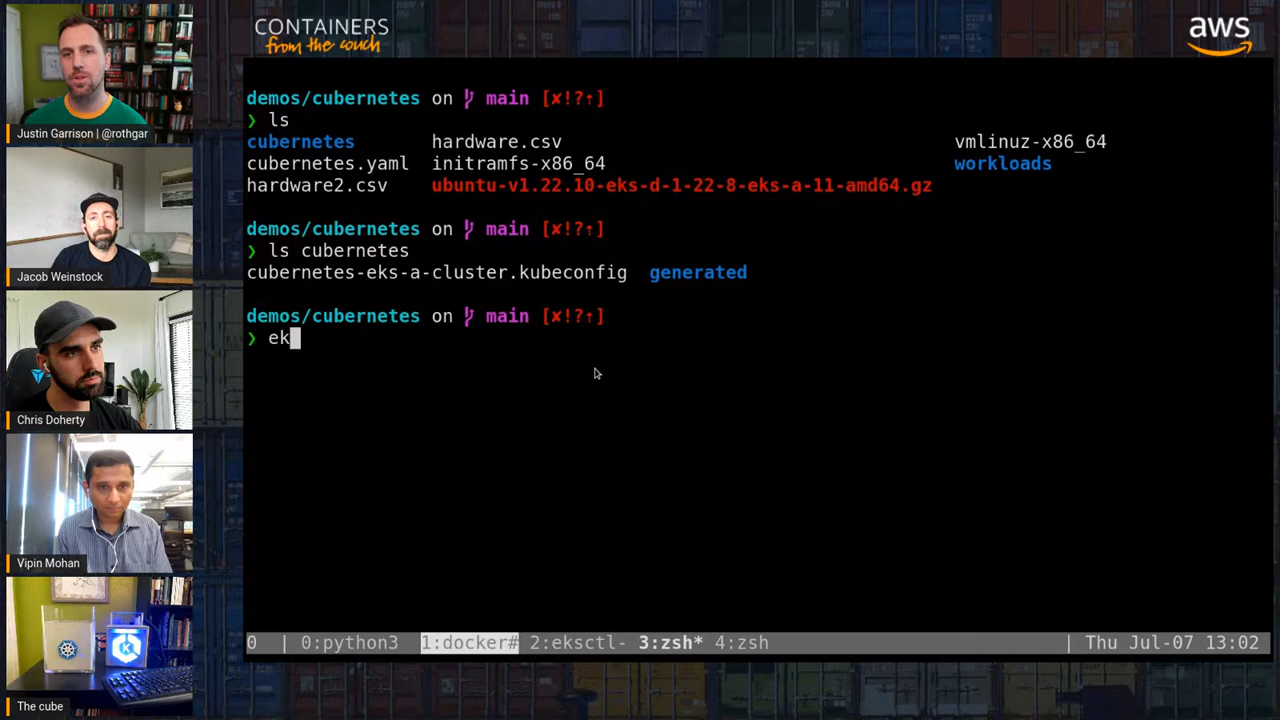 CONTAINERS
from the couch
aws
Justin Garrison | @rothgar
Jacob Weinstock
Chris Doherty
Vipin Mohan
K
The cube
demos/cubernetes on main [✘!?⇡]
❯ ls
cubernetes hardware.csv vmlinuz-x86_64
cubernetes.yaml initramfs-x86_64 workloads
hardware2.csv ubuntu-v1.22.10-eks-d-1-22-8-eks-a-11-amd64.gz
demos/cubernetes on main [✘!?⇡]
❯ ls cubernetes
cubernetes-eks-a-cluster.kubeconfig generated
demos/cubernetes on main [✘!?⇡]
❯ ek
0 | 0:python3 1:docker# 2:eksctl- 3:zsh* 4:zsh | Thu Jul-07 13:02